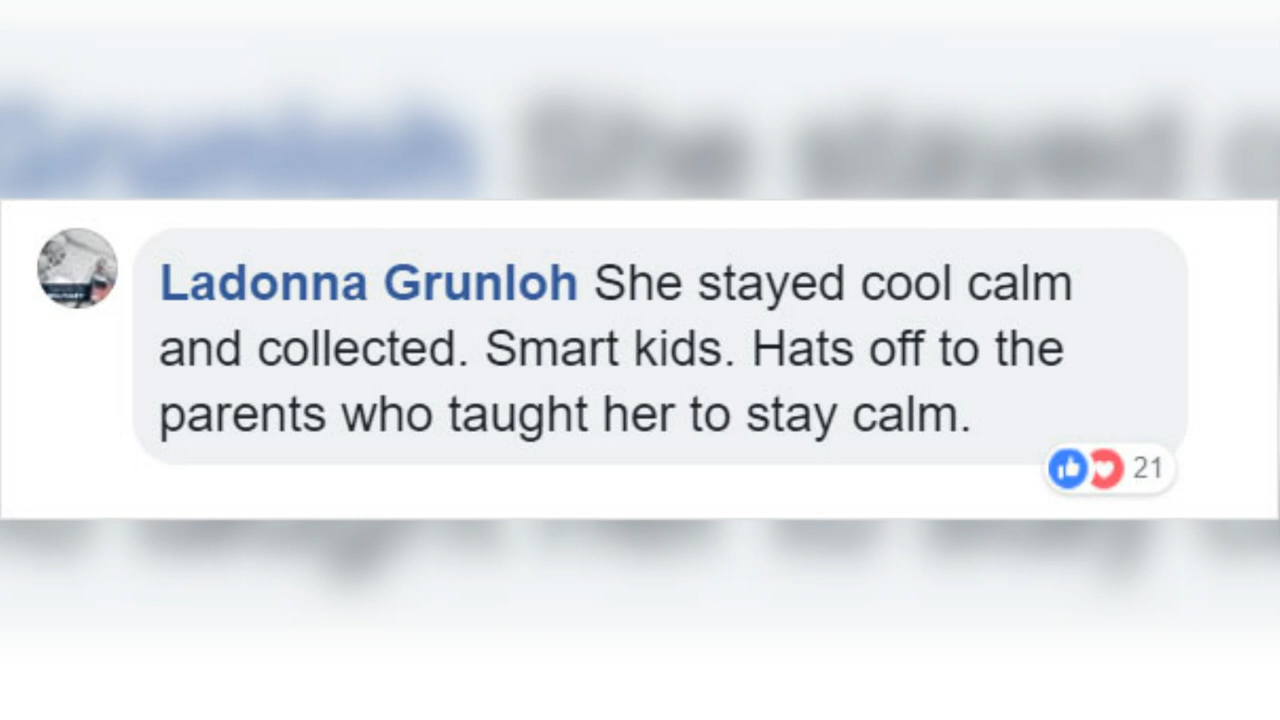 Ladonna Grunloh She stayed cool calm
and collected. Smart kids. Hats off to the
parents who taught her to stay calm.
21